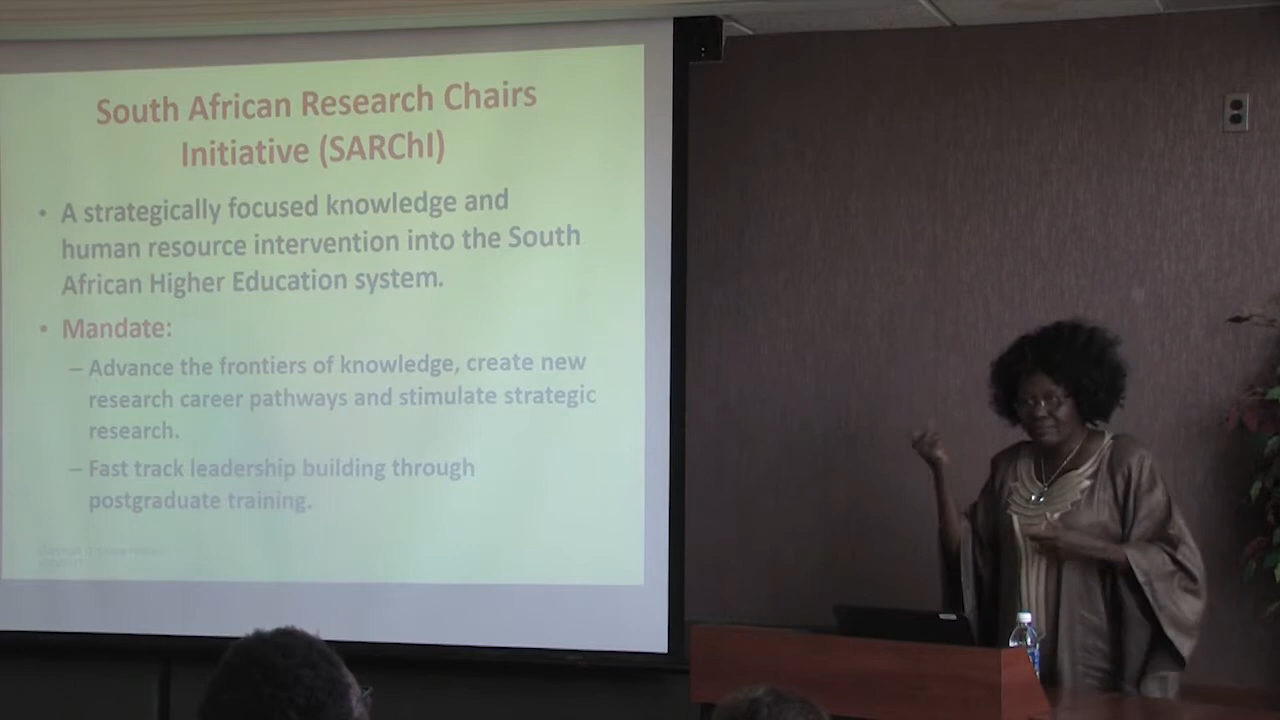 South African Research Chairs
Initiative (SARChI)
• A strategically focused knowledge and
human resource intervention into the South
African Higher Education system.
• Mandate:
– Advance the frontiers of knowledge, create new
research career pathways and stimulate strategic
research.
– Fast track leadership building through
postgraduate training.